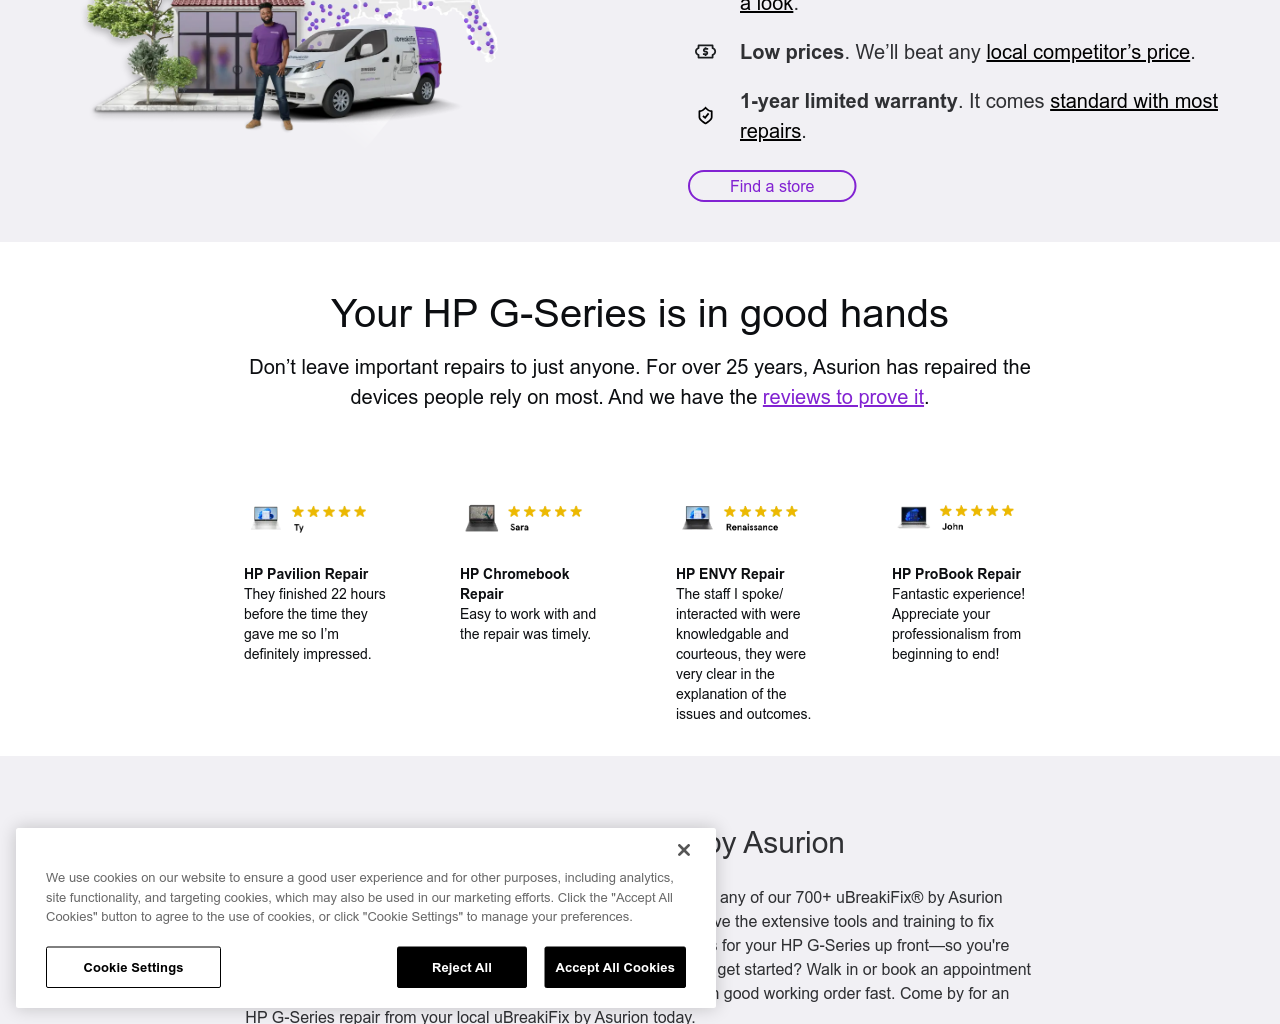 a look.
Low prices. We’ll beat any local competitor’s price.
1-year limited warranty. It comes standard with most
repairs.
Find a store
Your HP G-Series is in good hands
Don’t leave important repairs to just anyone. For over 25 years, Asurion has repaired the
devices people rely on most. And we have the reviews to prove it.
Ty
HP Pavilion Repair
They finished 22 hours
before the time they
gave me so I’m
definitely impressed.
Sara
HP Chromebook
Repair
Easy to work with and
the repair was timely.
Renaissance
HP ENVY Repair
The staff I spoke/
interacted with were
knowledgable and
courteous, they were
very clear in the
explanation of the
issues and outcomes.
John
HP ProBook Repair
Fantastic experience!
Appreciate your
professionalism from
beginning to end!
by Asurion
any of our 700+ uBreakiFix® by Asurion
the extensive tools and training to fix
for your HP G-Series up front—so you're
get started? Walk in or book an appointment
good working order fast. Come by for an
HP G-Series repair from your local uBreakiFix by Asurion today.
We use cookies on our website to ensure a good user experience and for other purposes, including analytics,
site functionality, and targeting cookies, which may also be used in our marketing efforts. Click the "Accept All
Cookies" button to agree to the use of cookies, or click "Cookie Settings" to manage your preferences.
Cookie Settings
Reject All
Accept All Cookies